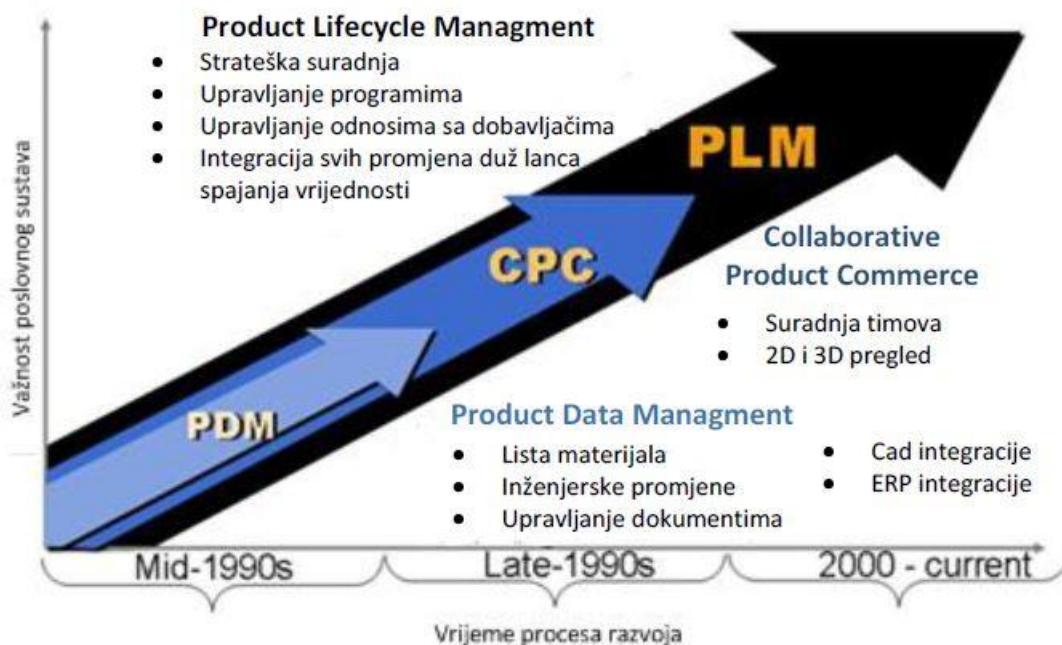 Product Lifecycle Managment
• Strateška suradnja
• Upravljanje programima
• Upravljanje odnosima sa dobavljačima
• Integracija svih promjena duž lanca
spajanja vrijednosti
PLM
CPC
PDM
Collaborative
Product Commerce
• Suradnja timova
• 2D i 3D pregled
Product Data Managment
• Lista materijala
• Inženjerske promjene
• Upravljanje dokumentima
• Cad integracije
• ERP integracije
Važnost poslovnog sustava
Mid-1990s
Late-1990s
2000 - current
Vrijeme procesa razvoja